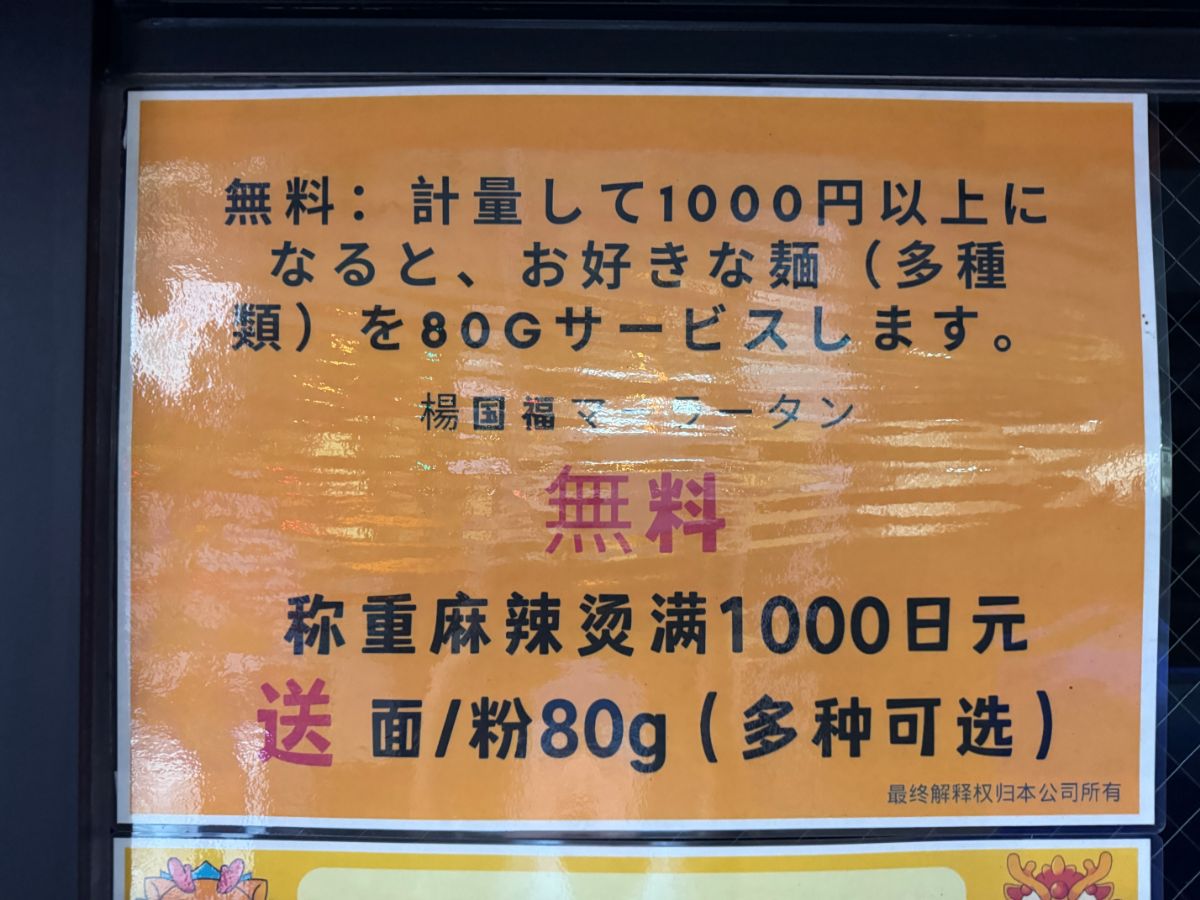 無料：計量して1000円以上に
なると、お好きな麺（多種
類）を80Gサービスします。
楊国福マーラータン
無料
称重麻辣烫满1000日元
送 面/粉80g（多种可选）
最终解释权归本公司所有